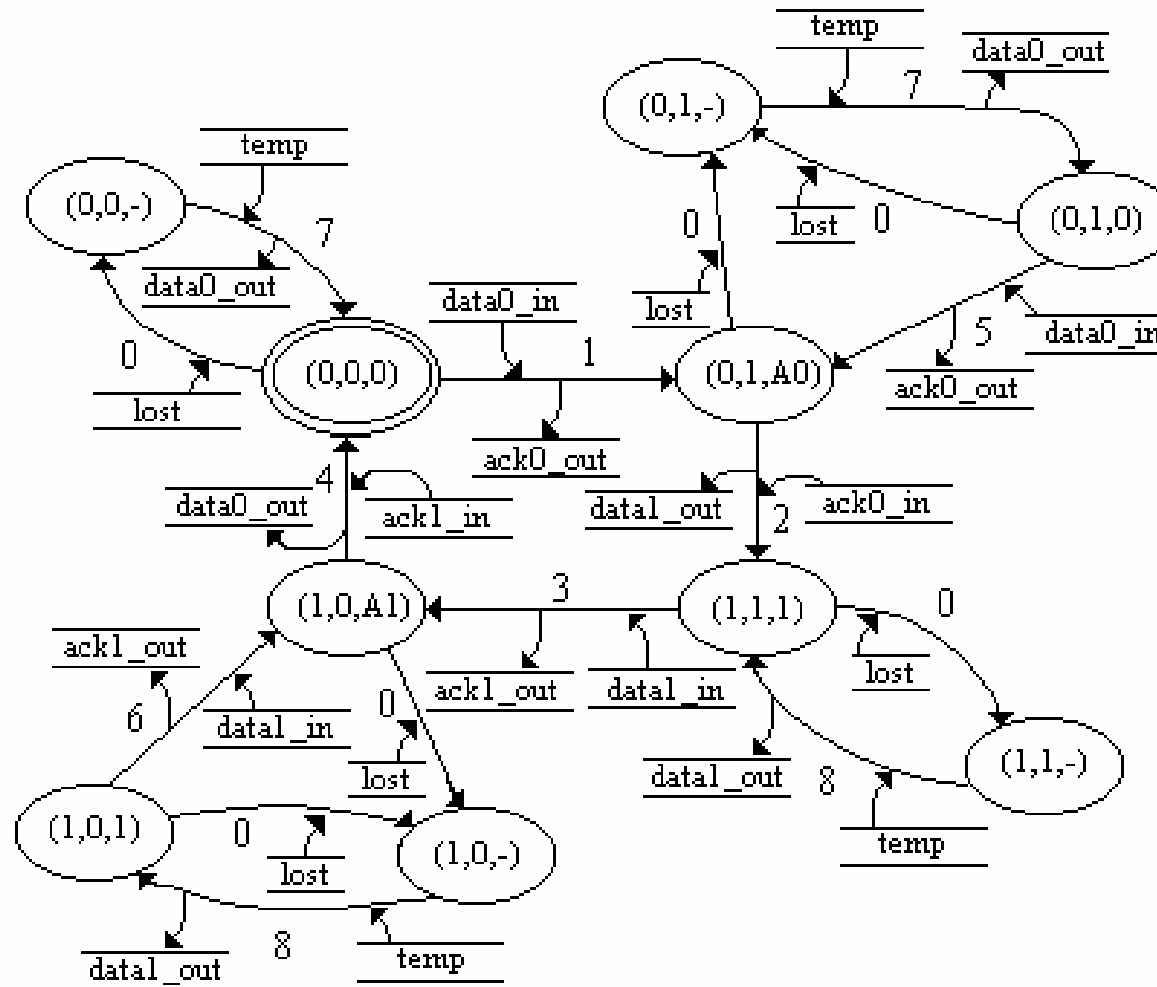 temp
data0_out
7
(0,1,-)
temp
(0,0,-)
7
lost
0
(0,1,0)
0
data0_out
data0_in
lost
5
data0_in
0
1
(0,0,0)
(0,1,A0)
ack0_out
lost
ack0_out
4
data0_out
ack1_in
data1_out
ack0_in
2
3
0
(1,0,A1)
(1,1,1)
ack1_out
lost
ack1_out
data1_in
0
6
data1_in
lost
data1_out
8
(1,1,-)
(1,0,1)
0
(1,0,-)
temp
lost
8
data1_out
temp